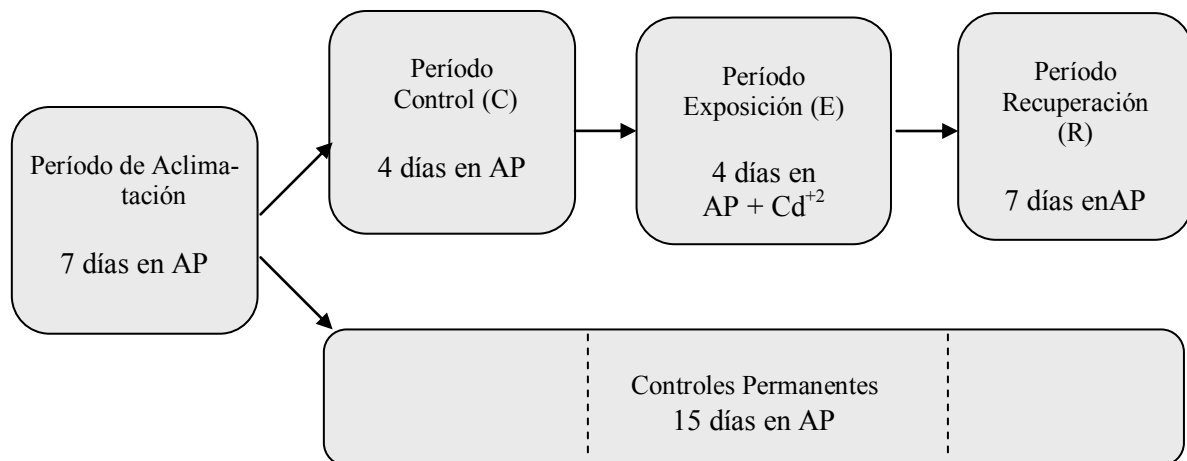 Período de Aclima-
tación
7 días en AP
Período
Control (C)
4 días en AP
Período
Exposición (E)
4 días en
AP + Cd⁺²
Período
Recuperación
(R)
7 días enAP
Controles Permanentes
15 días en AP